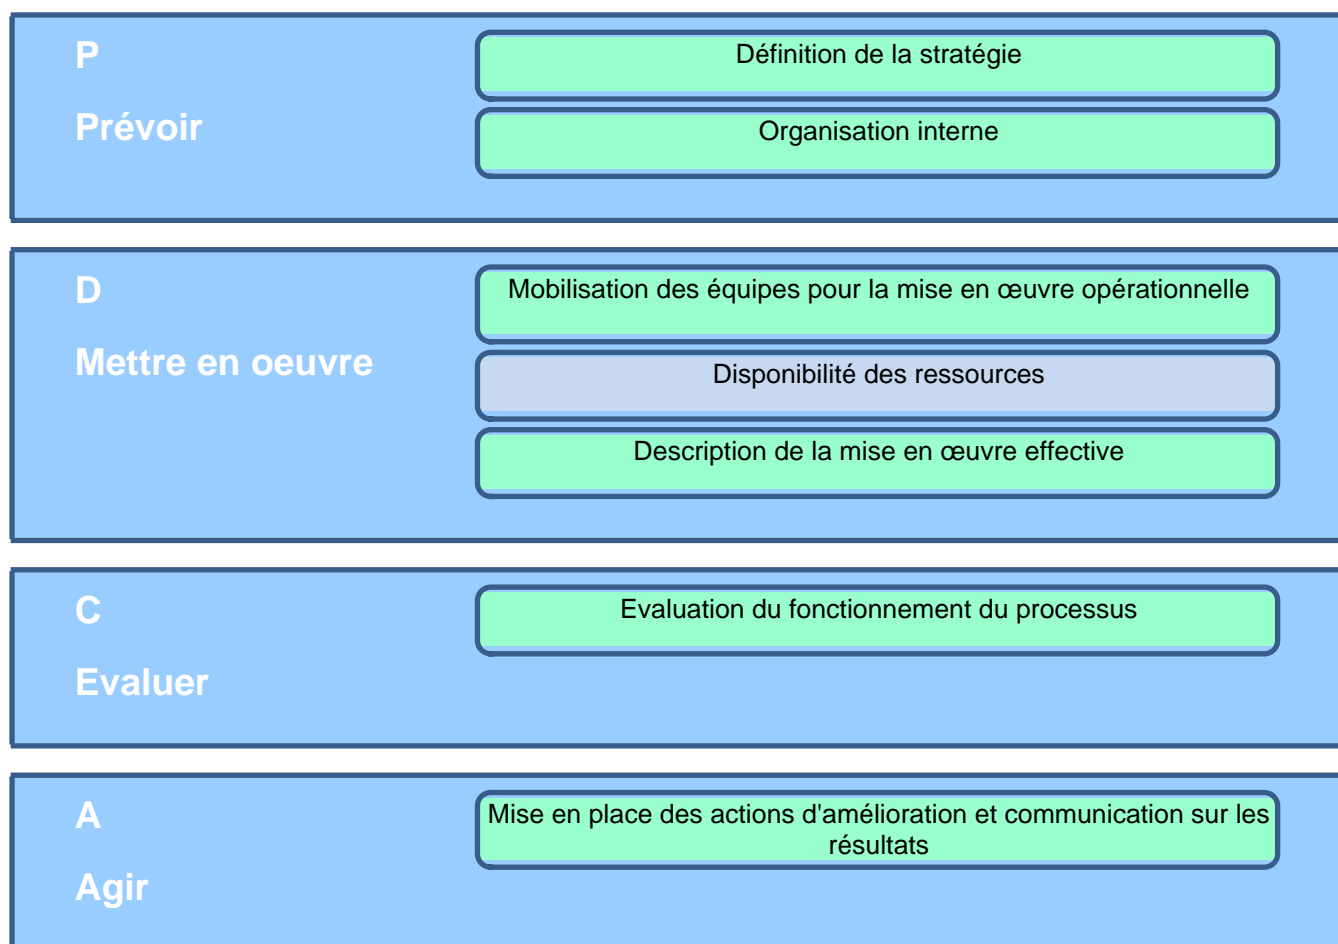 P
Prévoir
Définition de la stratégie
Organisation interne
D
Mettre en oeuvre
Mobilisation des équipes pour la mise en œuvre opérationnelle
Disponibilité des ressources
Description de la mise en œuvre effective
C
Evaluer
Evaluation du fonctionnement du processus
A
Agir
Mise en place des actions d'amélioration et communication sur les
résultats